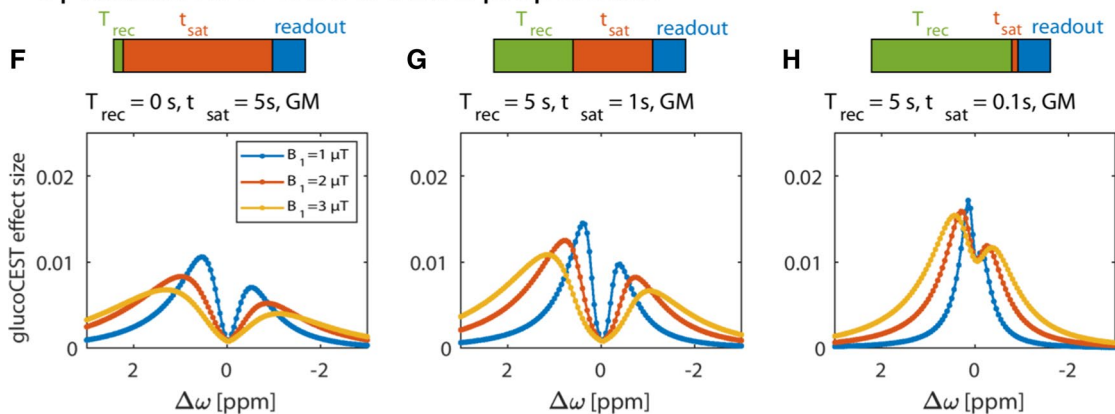 F
T rec t sat readout
T rec = 0 s, t sat = 5s, GM
glucoCEST effect size
0.02
0.01
0
B 1 =1 µT
B 1 =2 µT
B 1 =3 µT
2 0 -2
Δω [ppm]
G
T rec t sat readout
T rec = 5 s, t sat = 1s, GM
0.02
0.01
0
2 0 -2
Δω [ppm]
H
T rec t sat readout
T rec = 5 s, t sat = 0.1s, GM
0.02
0.01
0
2 0 -2
Δω [ppm]